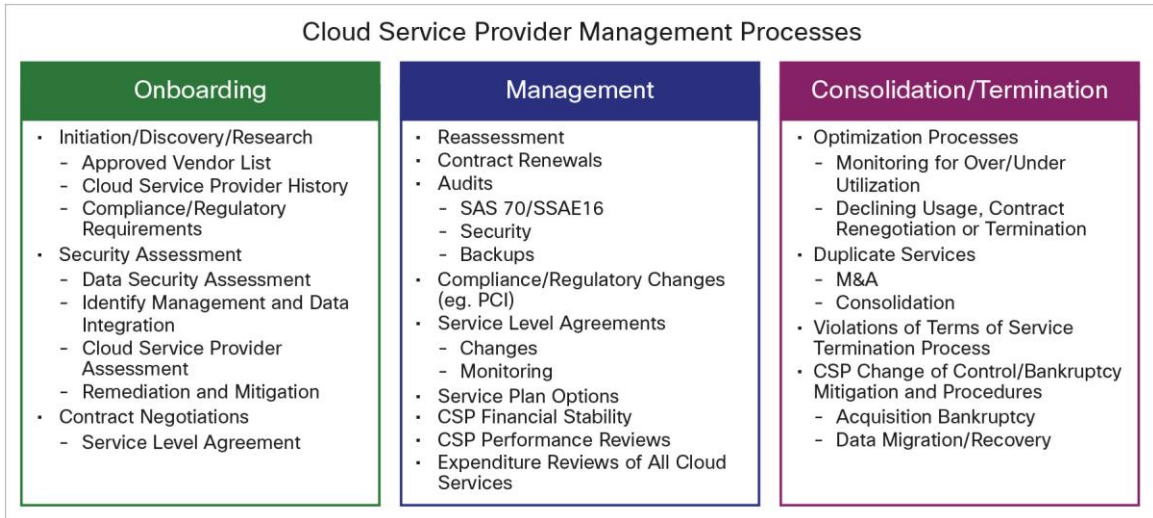 Cloud Service Provider Management Processes
Onboarding
▪ Initiation/Discovery/Research
– Approved Vendor List
– Cloud Service Provider History
– Compliance/Regulatory
Requirements
▪ Security Assessment
– Data Security Assessment
– Identify Management and Data
Integration
– Cloud Service Provider
Assessment
– Remediation and Mitigation
▪ Contract Negotiations
– Service Level Agreement
Management
▪ Reassessment
▪ Contract Renewals
▪ Audits
– SAS 70/SSAE16
– Security
– Backups
▪ Compliance/Regulatory Changes
(eg. PCI)
▪ Service Level Agreements
– Changes
– Monitoring
▪ Service Plan Options
▪ CSP Financial Stability
▪ CSP Performance Reviews
▪ Expenditure Reviews of All Cloud
Services
Consolidation/Termination
▪ Optimization Processes
– Monitoring for Over/Under
Utilization
– Declining Usage, Contract
Renegotiation or Termination
▪ Duplicate Services
– M&A
– Consolidation
▪ Violations of Terms of Service
Termination Process
▪ CSP Change of Control/Bankruptcy
Mitigation and Procedures
– Acquisition Bankruptcy
– Data Migration/Recovery